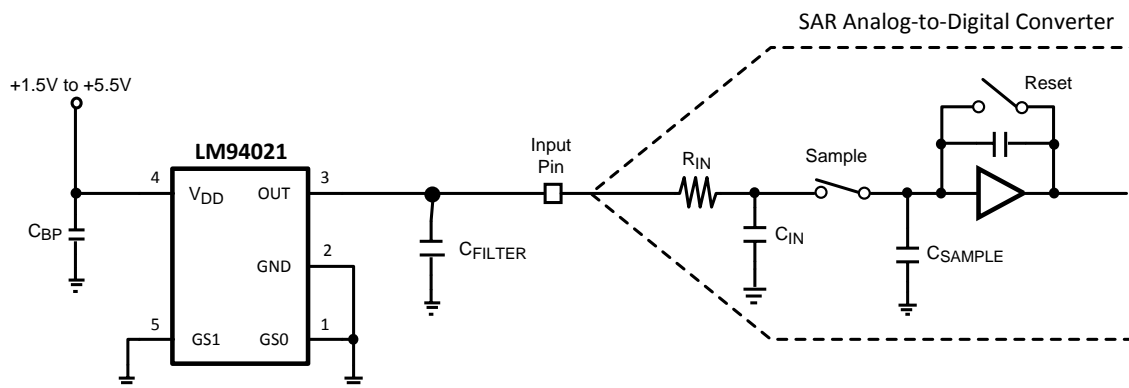 SAR Analog-to-Digital Converter
+1.5V to +5.5V
Reset
LM94021
Input
Pin
RIN
Sample
4
VDD
OUT
3
CBP
CFILTER
CIN
CSAMPLE
GND
2
5
GS1
GS0
1